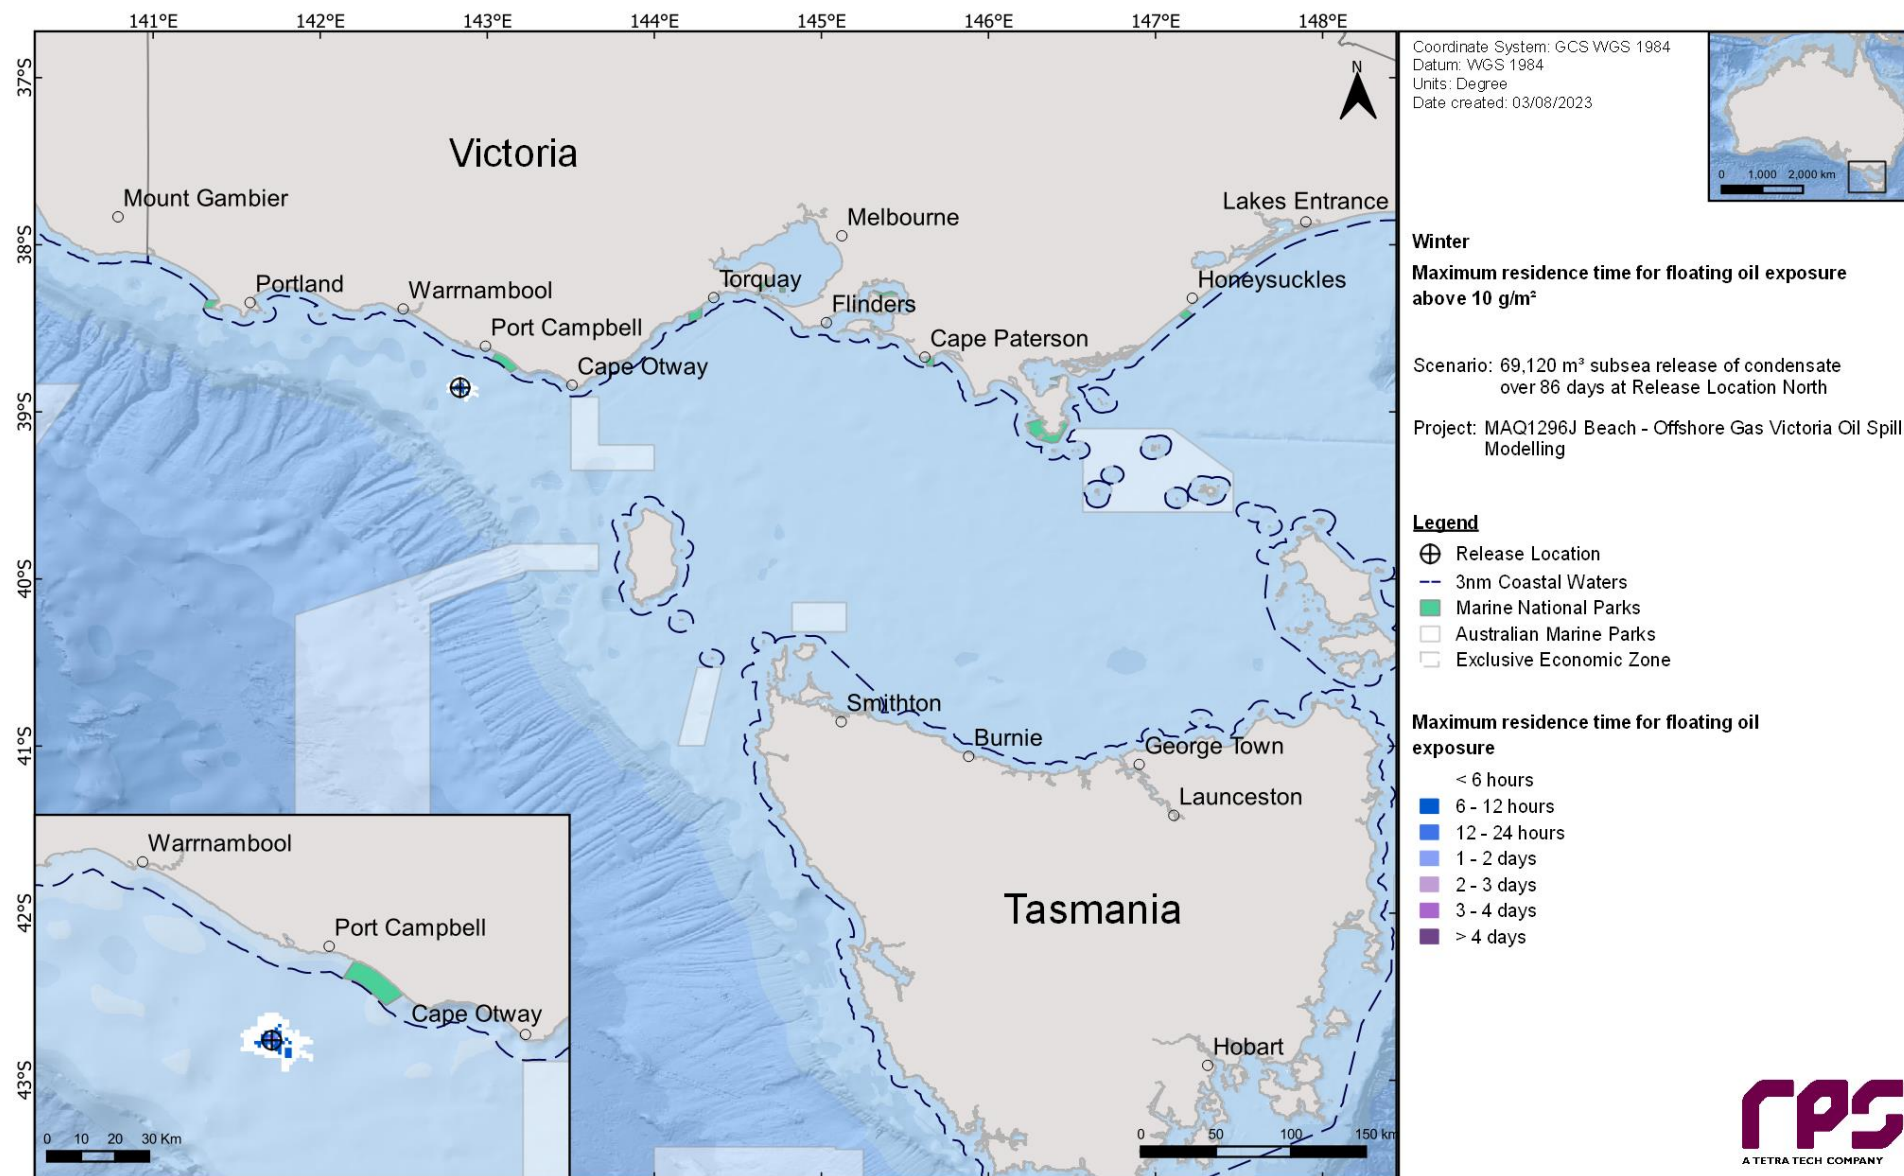 141°E 142°E 143°E 144°E 145°E 146°E 147°E 148°E
37°S
38°S
39°S
40°S
41°S
42°S
43°S
N
Victoria
Mount Gambier
Portland
Warrnambool
Port Campbell
Cape Otway
Torquay
Melbourne
Flinders
Cape Paterson
Lakes Entrance
Honeysuckles
Smithton
Burnie
George Town
Launceston
Tasmania
Hobart
0 50 100 150 km
Warrnambool
Port Campbell
Cape Otway
0 10 20 30 Km
Coordinate System: GCS WGS 1984
Datum: WGS 1984
Units: Degree
Date created: 03/08/2023
0 1,000 2,000 km
Winter
Maximum residence time for floating oil exposure
above 10 g/m²
Scenario: 69,120 m³ subsea release of condensate
over 86 days at Release Location North
Project: MAQ1296J Beach - Offshore Gas Victoria Oil Spill
Modelling
Legend
Release Location
3nm Coastal Waters
Marine National Parks
Australian Marine Parks
Exclusive Economic Zone
Maximum residence time for floating oil
exposure
< 6 hours
6 - 12 hours
12 - 24 hours
1 - 2 days
2 - 3 days
3 - 4 days
> 4 days
rps
A TETRA TECH COMPANY